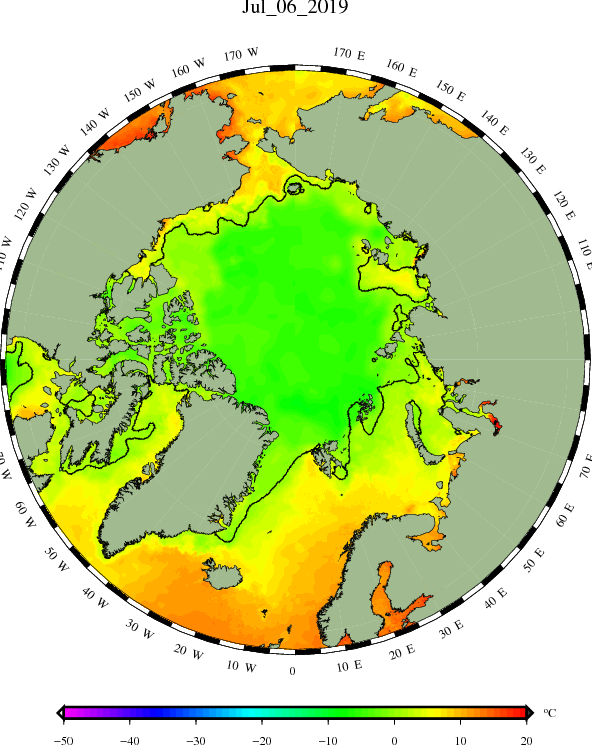 Jul_06_2019
170 W
170 E
160 W
160 E
150 W
150 E
140 W
140 E
130 W
130 E
120 W
120 E
110 E
70 E
60 W
60 E
50 W
50 E
40 W
40 E
30 W
30 E
20 W
20 E
10 W
10 E
0
°C
−50 −40 −30 −20 −10 0 10 20